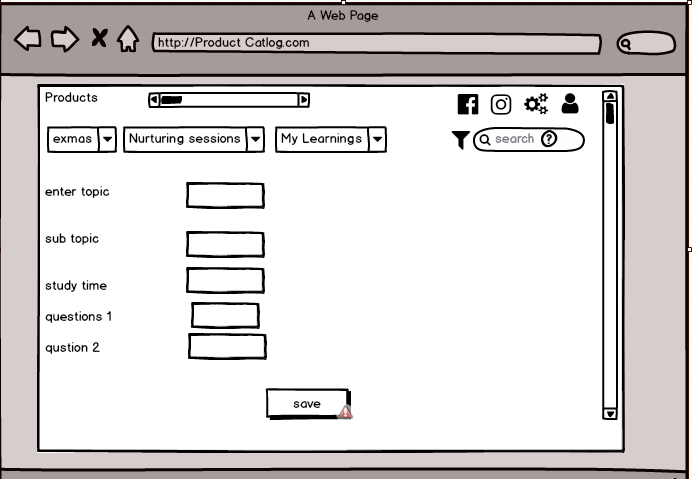 A Web Page
http://Product Catlog.com
Products
exmas Nurturing sessions My Learnings search
enter topic
sub topic
study time
questions 1
qustion 2
save